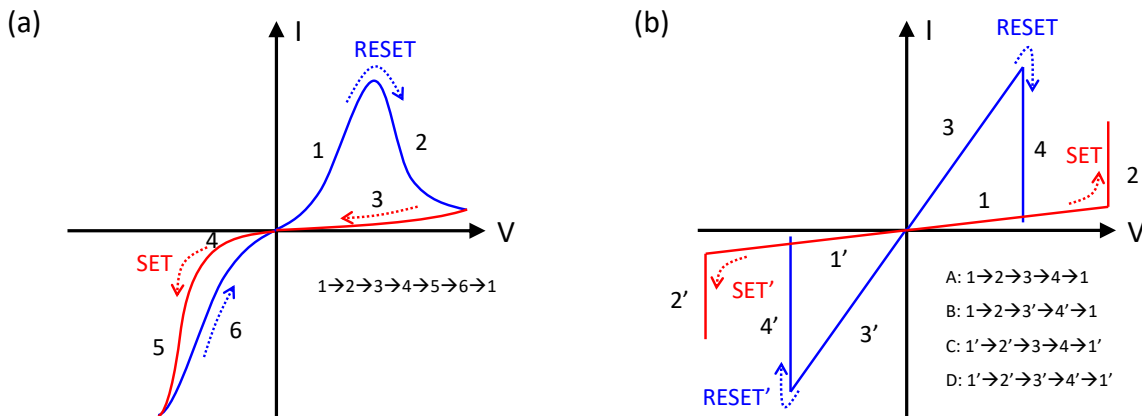 (a)
I
RESET
1
2
3
V
4
SET
5
6
1→2→3→4→5→6→1
(b)
I
RESET
3
4
SET
2
1
V
1'
2'
SET'
4'
3'
RESET'
A: 1→2→3→4→1
B: 1→2→3'→4'→1
C: 1'→2'→3→4→1'
D: 1'→2'→3'→4'→1'